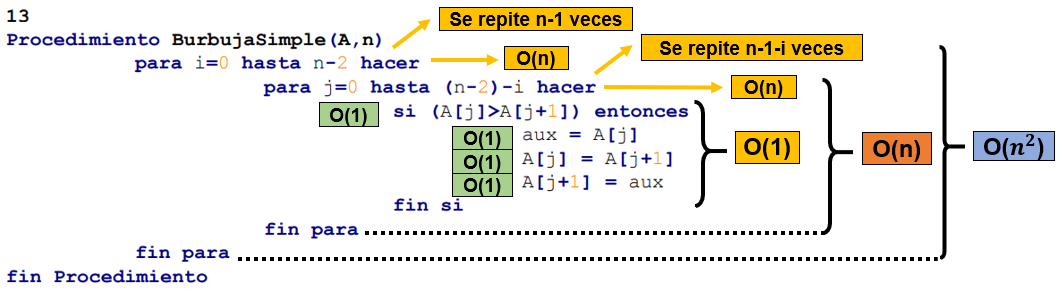 13
Se repite n-1 veces
Procedimiento BurbujaSimple(A,n)
para i=0 hasta n-2 hacer
O(n)
Se repite n-1-i veces
para j=0 hasta (n-2)-i hacer
O(n)
O(1) si (A[j]>A[j+1]) entonces
O(1) aux = A[j]
O(1) A[j] = A[j+1]
O(1) A[j+1] = aux
O(1)
O(n)
O(n²)
fin si
fin para
fin para
fin Procedimiento